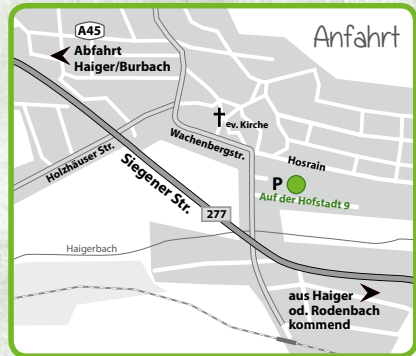 Anfahrt
A45
Abfahrt
Haiger/Burbach
ev. Kirche
Wachenbergstr.
Holzhäuser Str.
Siegener Str.
Hosrain
P
Auf der Hofstadt 9
277
Haigerbach
aus Haiger
od. Rodenbach
kommend